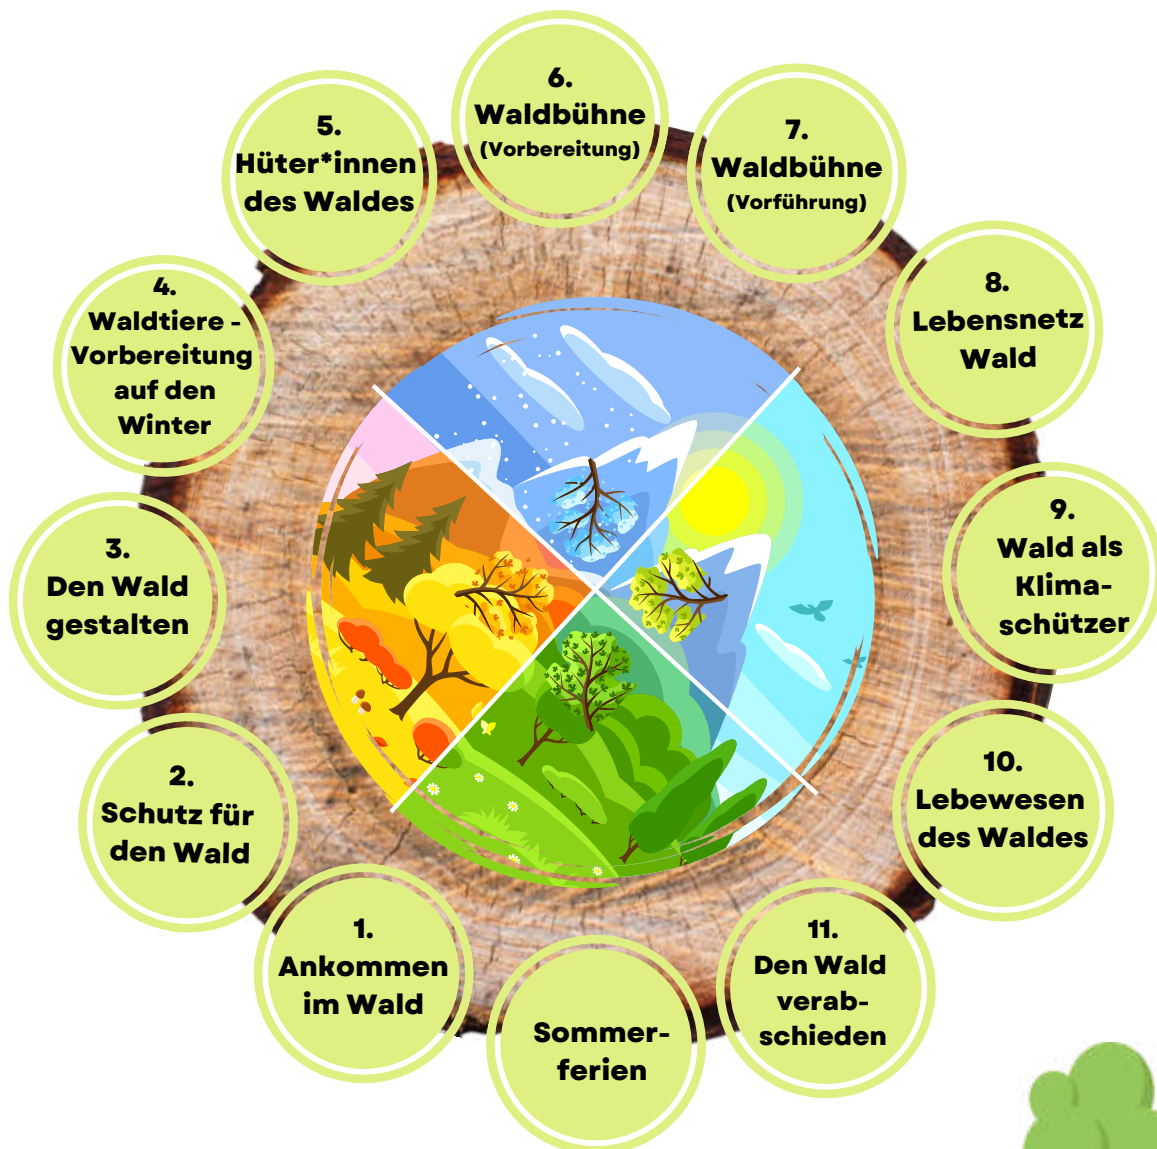 6.
Waldbühne
(Vorbereitung)
7.
Waldbühne
(Vorführung)
5.
Hüter*innen
des Waldes
8.
Lebensnetz
Wald
4.
Waldtiere -
Vorbereitung
auf den
Winter
9.
Wald als
Klima-
schützer
3.
Den Wald
gestalten
10.
Lebewesen
des Waldes
2.
Schutz für
den Wald
11.
Den Wald
verab-
schieden
1.
Ankommen
im Wald
Sommer-
ferien